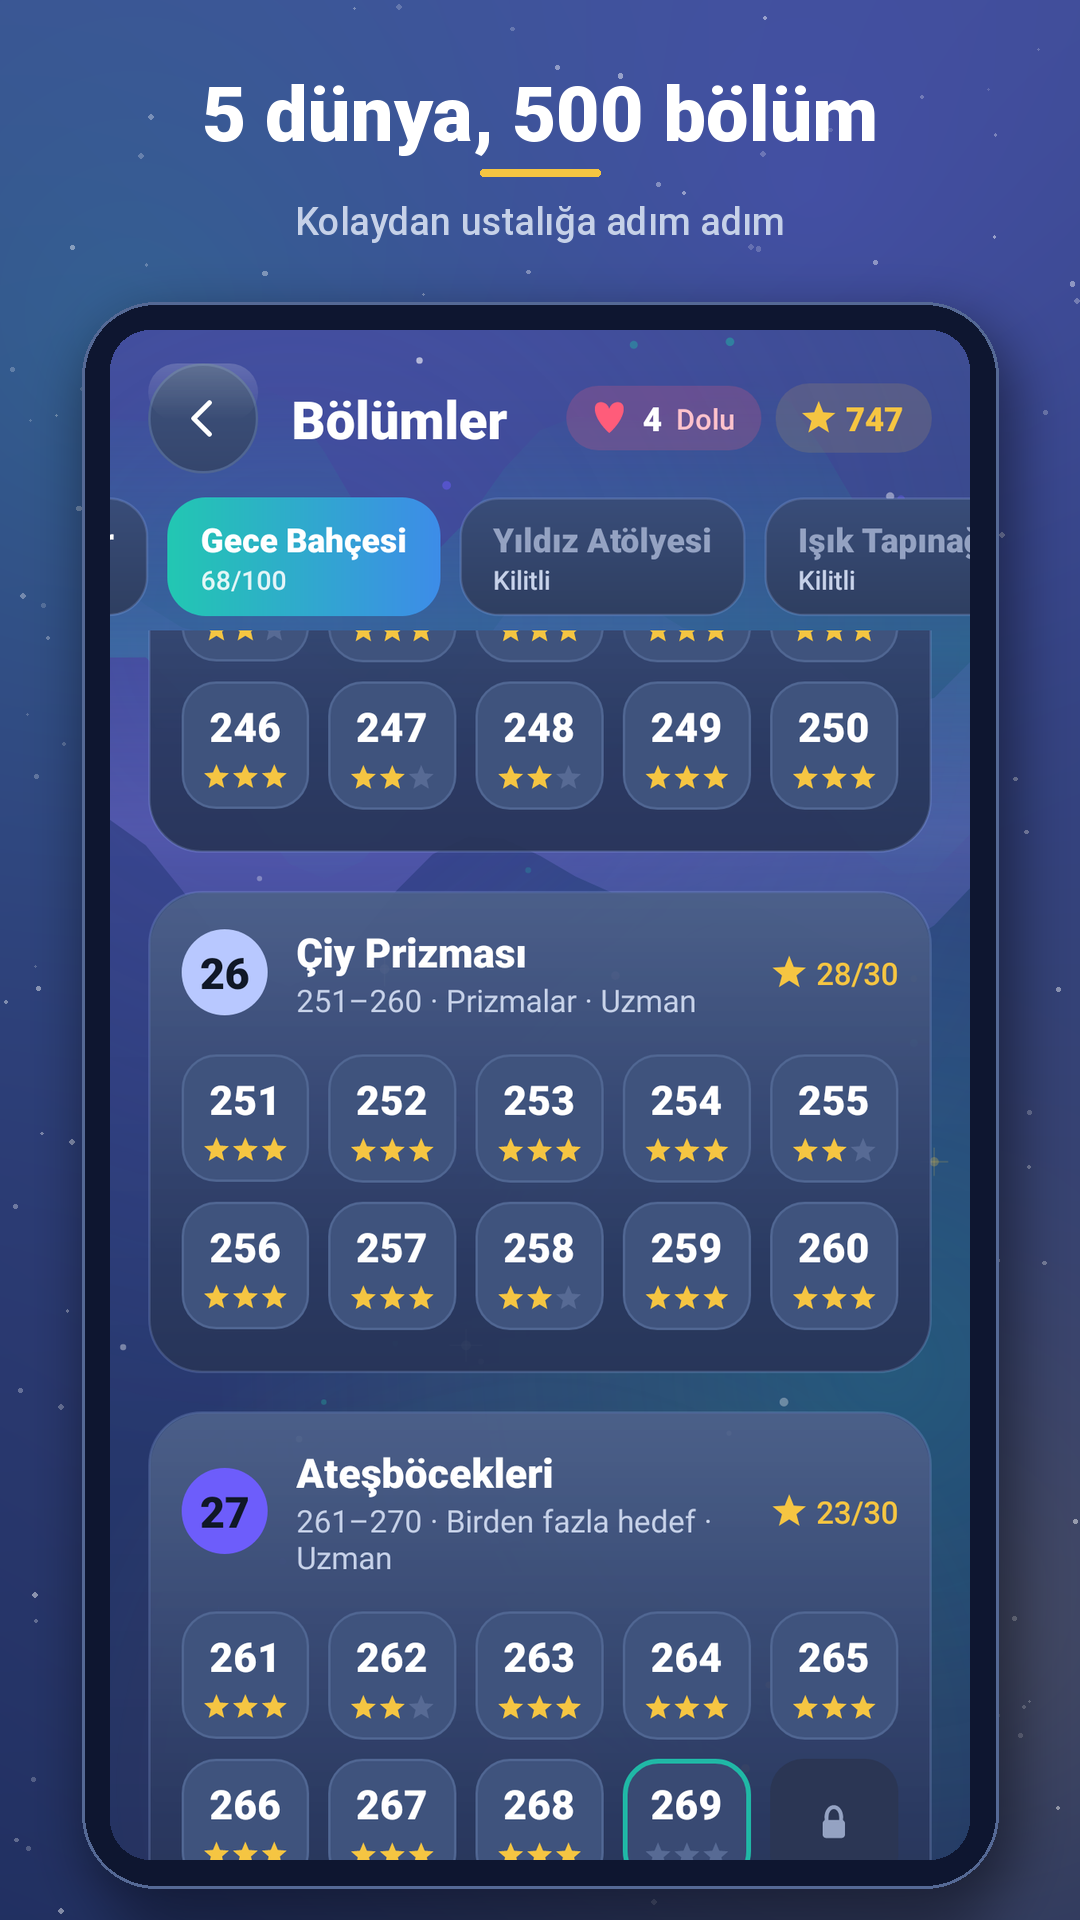 5 dünya, 500 bölüm
Kolaydan ustalığa adım adım
Bölümler
4 Dolu
747
Gece Bahçesi
68/100
Yıldız Atölyesi
Kilitli
Işık Tapınağ
Kilitli
246 247 248 249 250
26
Çiy Prizması
251–260 · Prizmalar · Uzman
28/30
251 252 253 254 255
256 257 258 259 260
27
Ateşböcekleri
261–270 · Birden fazla hedef ·
Uzman
23/30
261 262 263 264 265
266 267 268 269